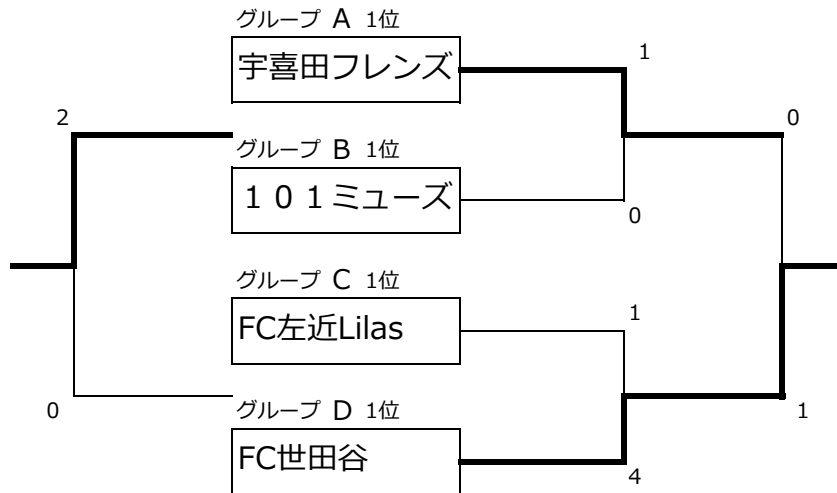 グループ A 1位
宇喜田フレンズ
1
2
0
グループ B 1位
１０１ミューズ
0
グループ C 1位
FC左近Lilas
1
0
グループ D 1位
1
FC世田谷
4